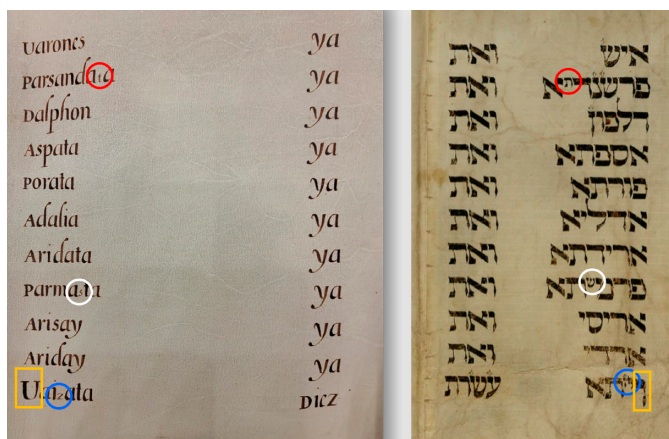 Uarones ya
Parsandata ya
Dalphon ya
Aspata ya
Porata ya
Adalia ya
Aridata ya
Parmasta ya
Arisay ya
Ariday ya
Uaizata DIeZ
איש ואת
פרשנדתא ואת
דלפון ואת
אספתא ואת
פורתא ואת
אדליא ואת
ארידתא ואת
פרמשתא ואת
אריסי ואת
ארדי ואת
ויזתא עשרת